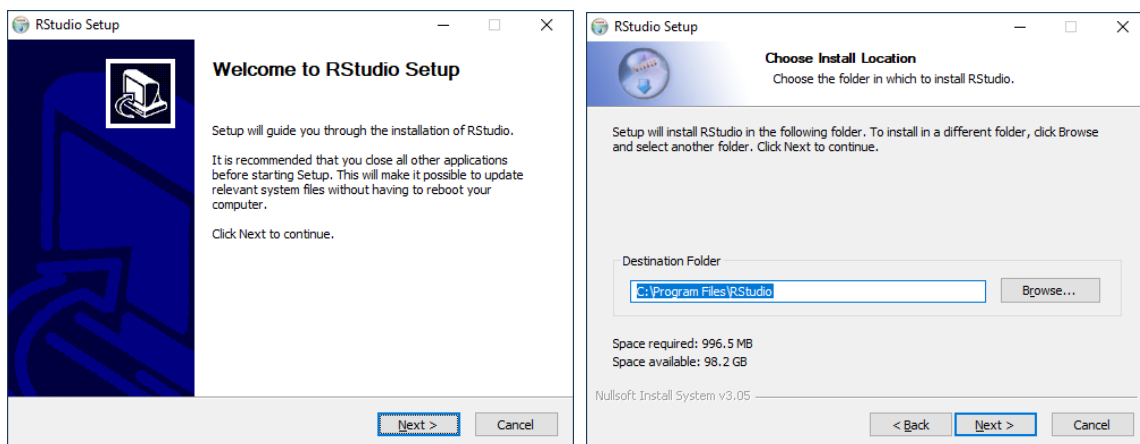 RStudio Setup
Welcome to RStudio Setup
Setup will guide you through the installation of RStudio.
It is recommended that you close all other applications
before starting Setup. This will make it possible to update
relevant system files without having to reboot your
computer.
Click Next to continue.
Next >
Cancel
RStudio Setup
Choose Install Location
Choose the folder in which to install RStudio.
Setup will install RStudio in the following folder. To install in a different folder, click Browse
and select another folder. Click Next to continue.
Destination Folder
C:\Program Files\RStudio
Browse...
Space required: 996.5 MB
Space available: 98.2 GB
Nullsoft Install System v3.05
< Back
Next >
Cancel